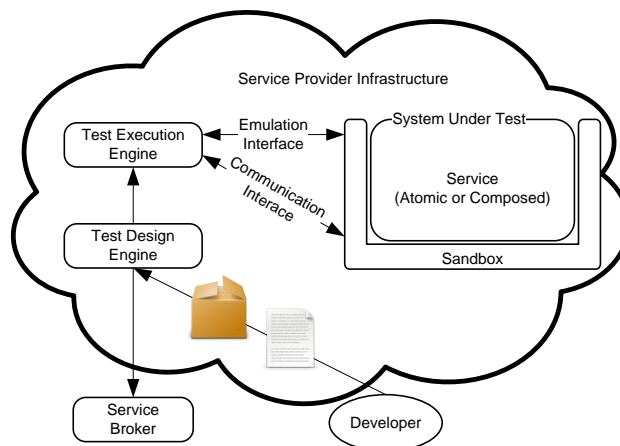 Service Provider Infrastructure
Test Execution
Engine
Emulation
Interface
System Under Test
Communication
Interace
Service
(Atomic or Composed)
Test Design
Engine
Sandbox
Service
Broker
Developer